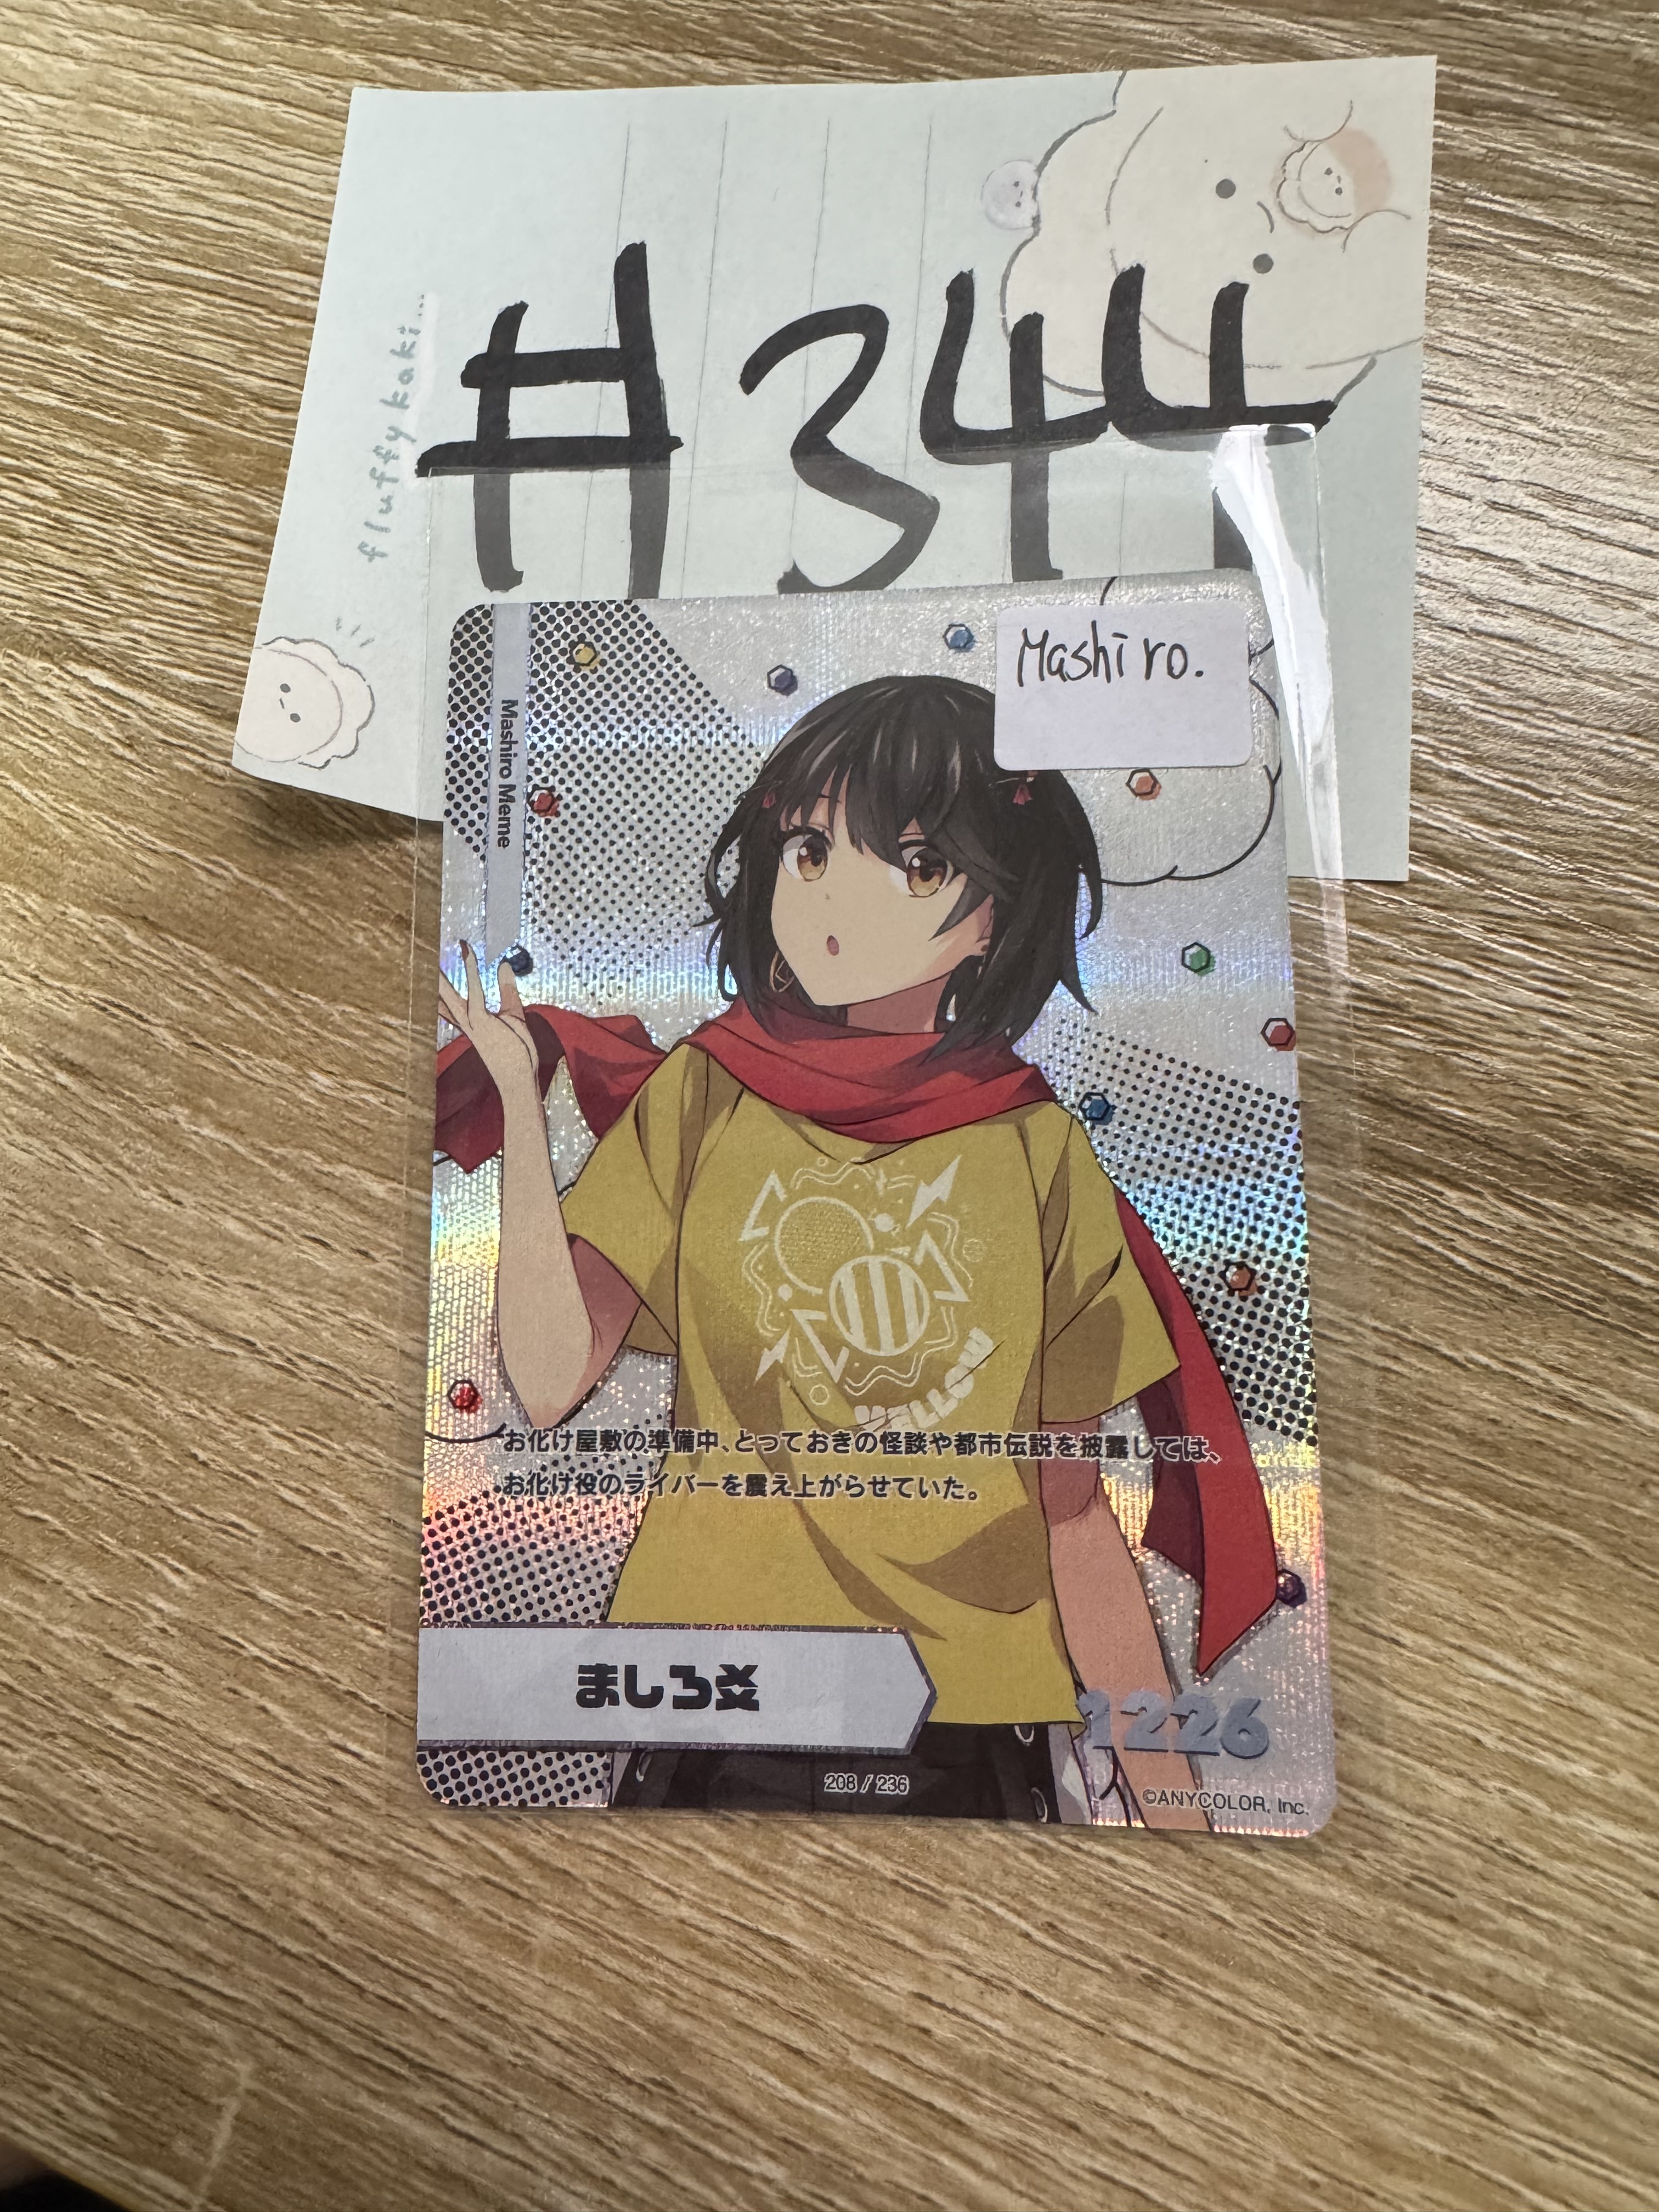 fluffy kaki...
#344
Mashiro.
Mashiro Meme
YELLOW
お化け屋敷の準備中、とっておきの怪談や都市伝説を披露しては、
お化け役のライバーを震え上がらせていた。
ましろ爻
1226
208 / 236
©ANYCOLOR, Inc.